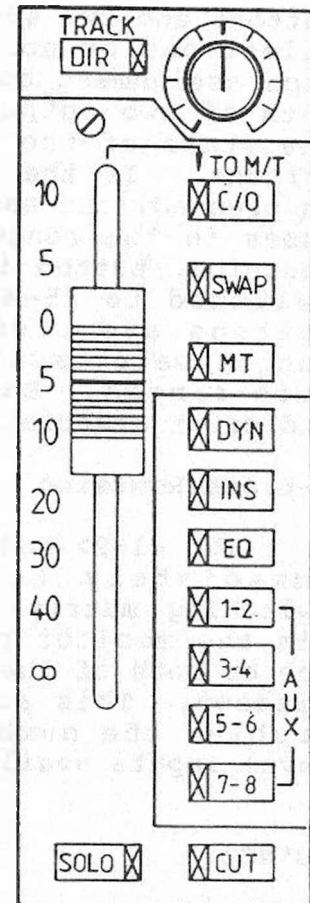 TRACK
DIR
TO M/T
10
C/O
5
SWAP
0
MT
5
DYN
10
INS
20
EQ
30
1-2
40
3-4
AUX
∞
5-6
7-8
SOLO
CUT